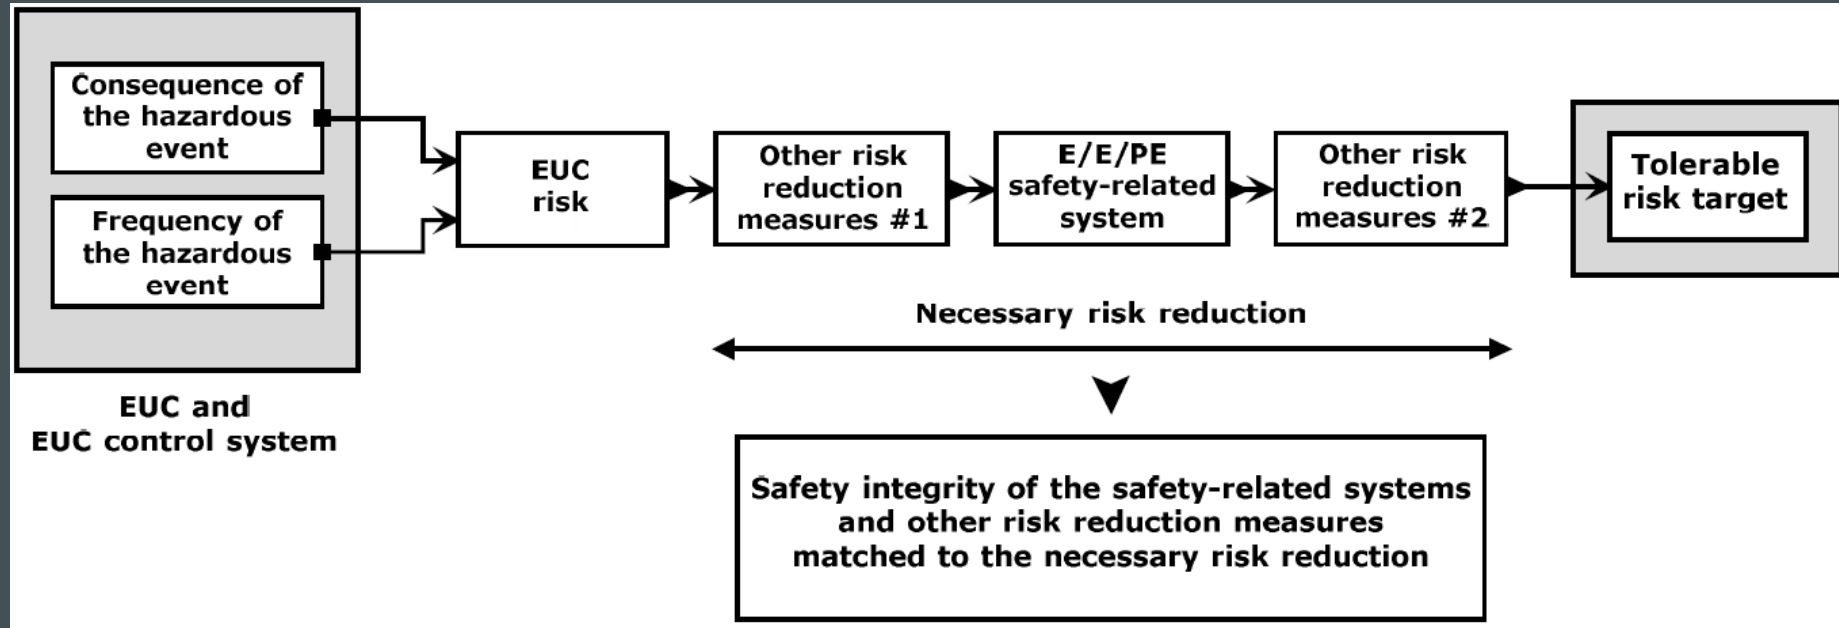 Consequence of
the hazardous
event
Frequency of
the hazardous
event
EUC and
EUC control system
EUC
risk
Other risk
reduction
measures #1
E/E/PE
safety-related
system
Other risk
reduction
measures #2
Tolerable
risk target
Necessary risk reduction
Safety integrity of the safety-related systems
and other risk reduction measures
matched to the necessary risk reduction